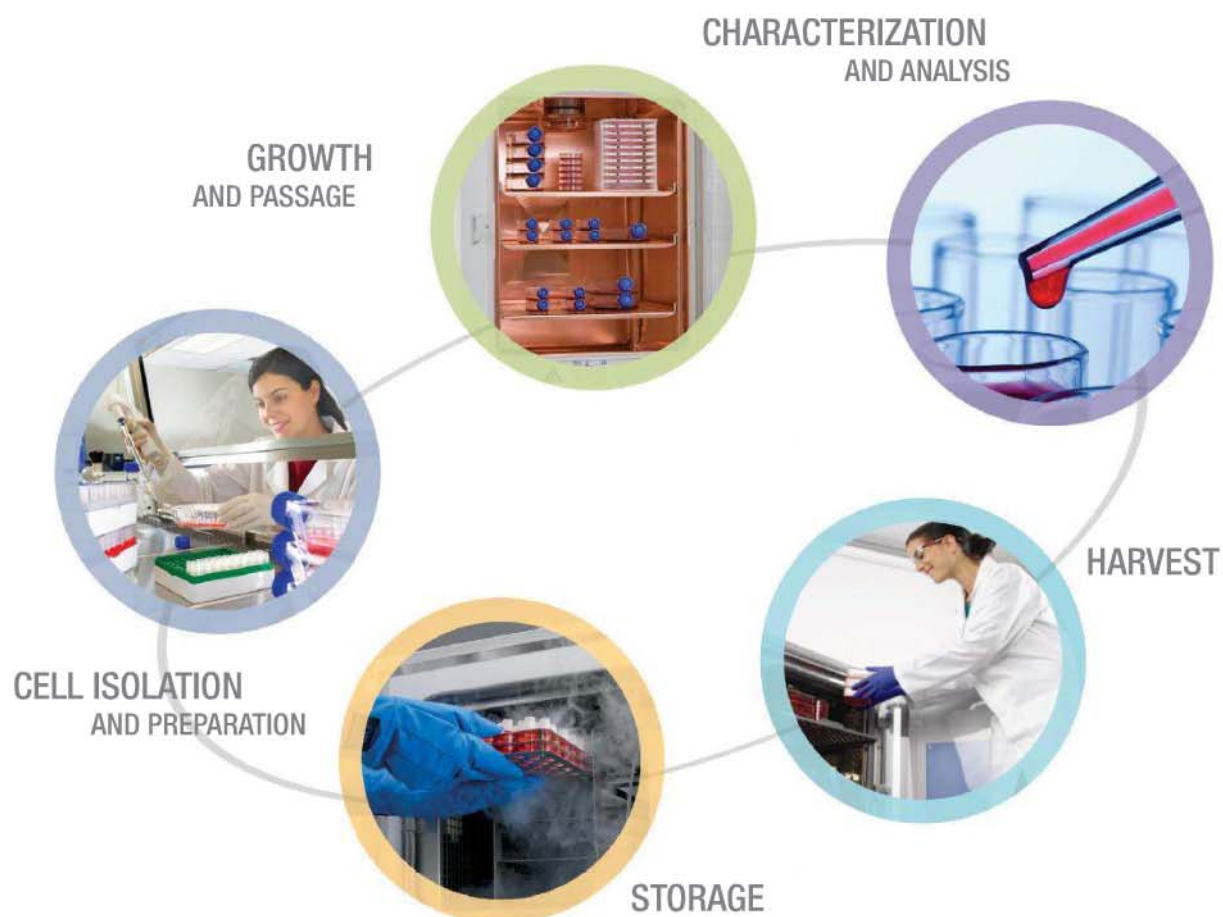 CHARACTERIZATION
AND ANALYSIS
GROWTH
AND PASSAGE
HARVEST
CELL ISOLATION
AND PREPARATION
STORAGE